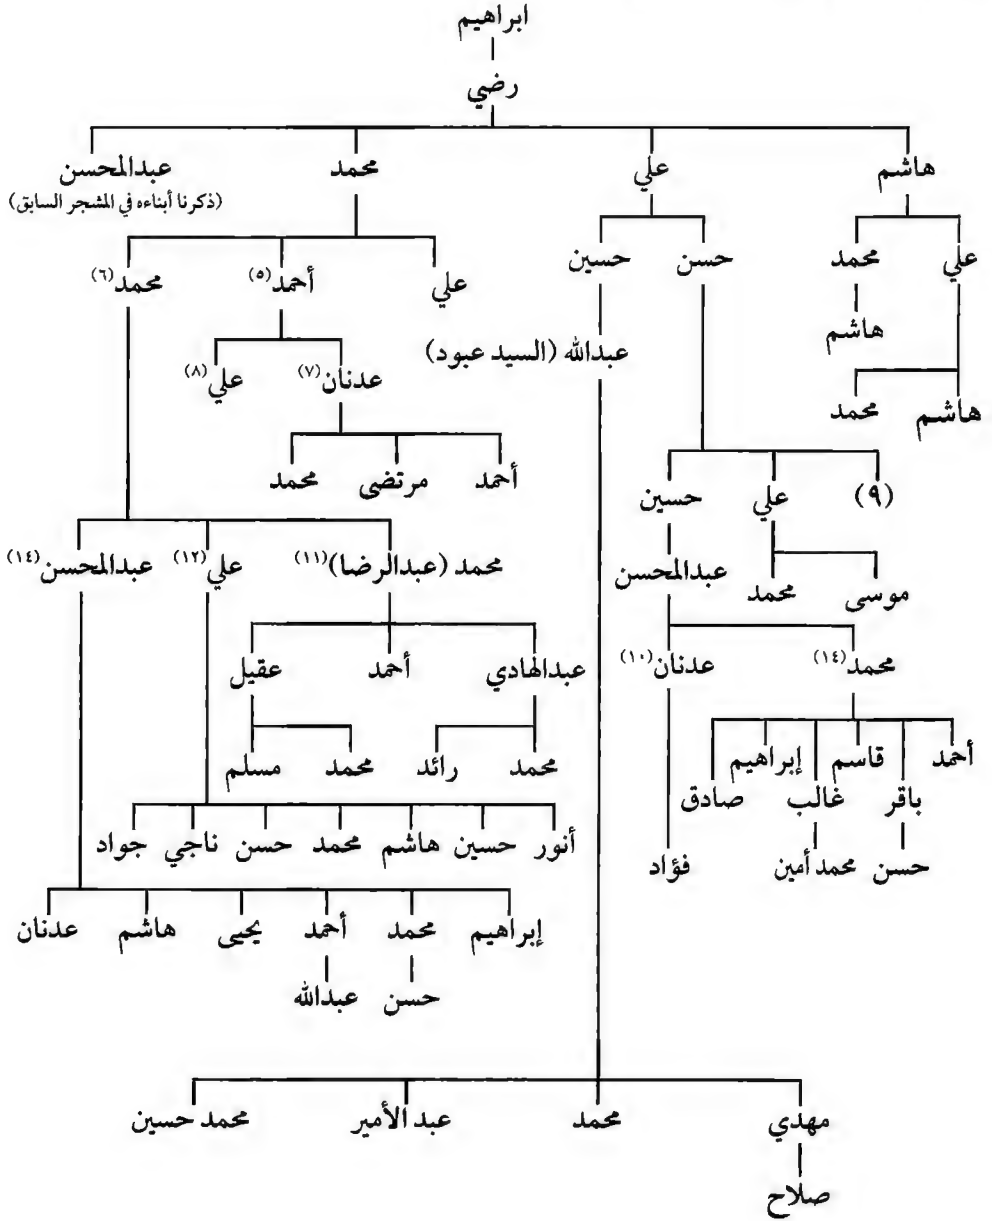 ابراهيم
رضي
هاشم علي محمد عبدالمحسن
(ذكرنا أبناءه في المشجر السابق)
علي محمد حسن حسين علي أحمد(٥) محمد(٦)
هاشم عبدالله (السيد عبود) عدنان(٧) علي(٨)
هاشم محمد
(٩) علي حسين أحمد مرتضى محمد
موسى محمد عبدالمحسن محمد (عبدالرضا)(١١) علي(١٢) عبدالمحسن(١٤)
محمد(١٤) عدنان(١٠) عبدالهادي أحمد عقيل
أحمد قاسم إبراهيم محمد رائد محمد مسلم
باقر غالب صادق
حسن محمد أمين فؤاد أنور حسين هاشم محمد حسن ناجي جواد
إبراهيم محمد أحمد يحيى هاشم عدنان
حسن عبدالله
مهدي محمد عبد الأمير محمد حسين
صلاح